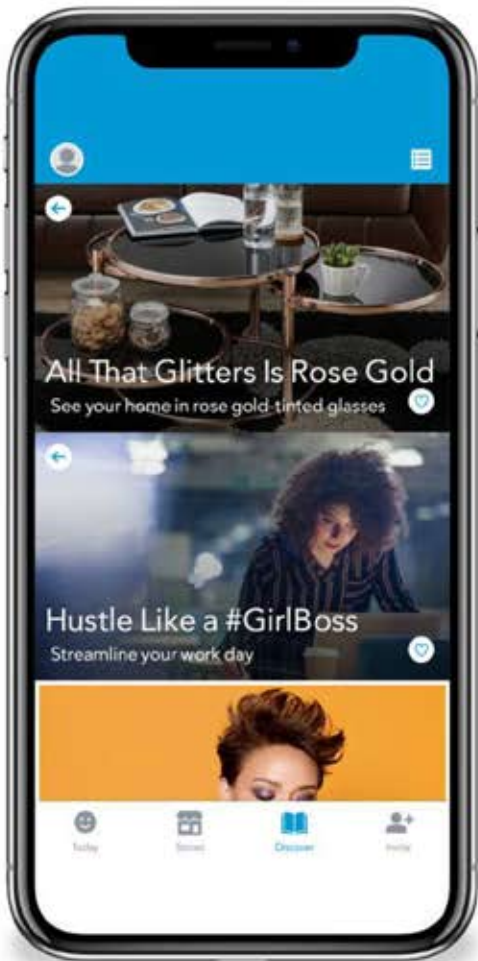 All That Glitters Is Rose Gold
See your home in rose gold-tinted glasses
Hustle Like a #GirlBoss
Streamline your work day
Today
Stores
Discover
Invite